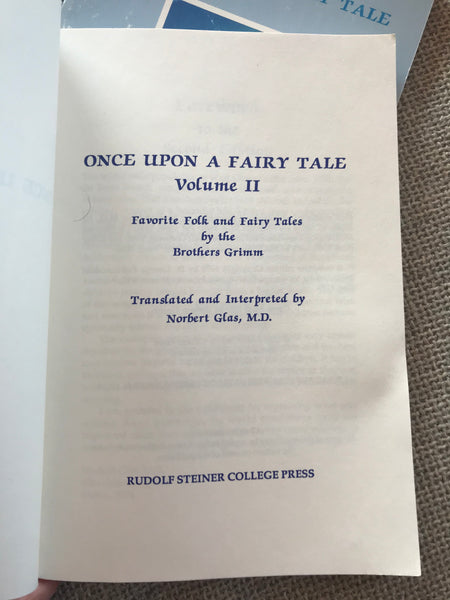 Y TALE
ONCE UPON A FAIRY TALE
Volume II
Favorite Folk and Fairy Tales
by the
Brothers Grimm
Translated and Interpreted by
Norbert Glas, M.D.
RUDOLF STEINER COLLEGE PRESS